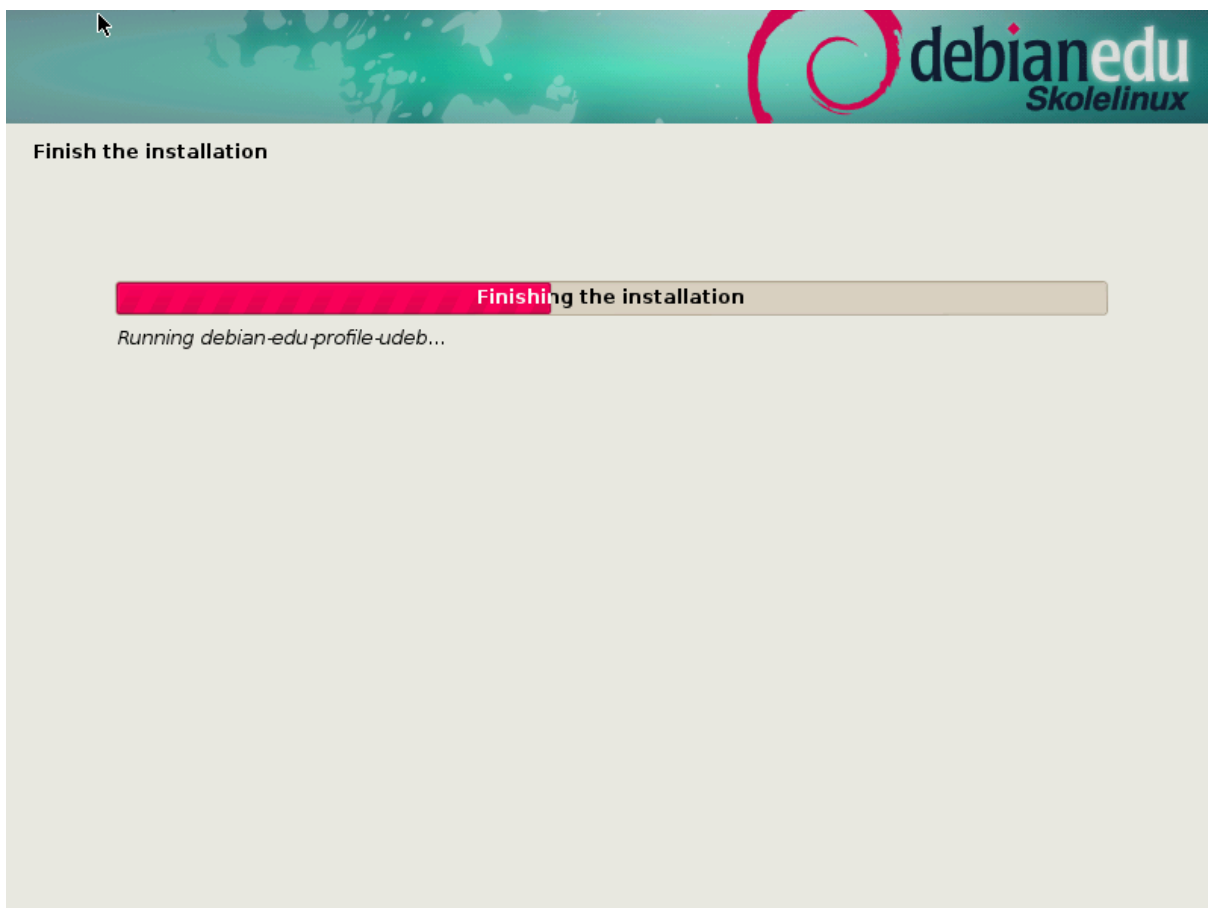 debianedu
Skolelinux
Finish the installation
Finishing the installation
Running debian-edu-profile-udeb...